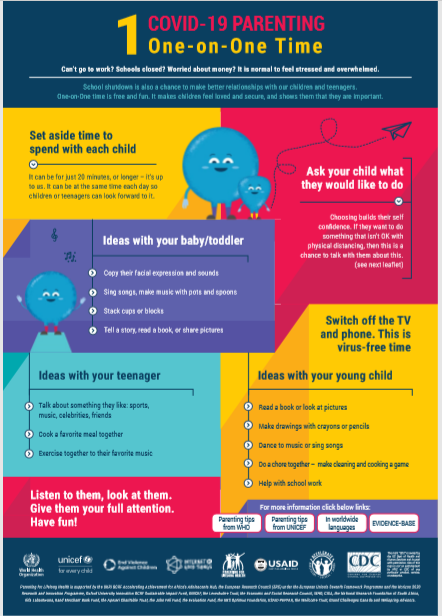 1 COVID-19 PARENTING
One-on-One Time
Can't go to work? Schools closed? Worried about money? It is normal to feel stressed and overwhelmed.
School shutdown is also a chance to make better relationships with our children and teenagers.
One-on-One time is free and fun. It makes children feel loved and secure, and shows them that they are important.
Set aside time to
spend with each child
It can be for just 20 minutes, or longer – it's up
to us. It can be at the same time each day so
children or teenagers can look forward to it.
Ask your child what
they would like to do
Choosing builds their self
confidence. If they want to do
something that isn't OK with
physical distancing, then this is a
chance to talk with them about this.
(see next leaflet)
Ideas with your baby/toddler
Copy their facial expression and sounds
Sing songs, make music with pots and spoons
Stack cups or blocks
Tell a story, read a book, or share pictures
Switch off the TV
and phone. This is
virus-free time
Ideas with your teenager
Talk about something they like: sports,
music, celebrities, friends
Cook a favorite meal together
Exercise together to their favorite music
Ideas with your young child
Read a book or look at pictures
Make drawings with crayons or pencils
Dance to music or sing songs
Do a chore together – make cleaning and cooking a game
Help with school work
Listen to them, look at them.
Give them your full attention.
Have fun!
For more information click below links:
Parenting tips
from WHO
Parenting tips
from UNICEF
In worldwide
languages
EVIDENCE-BASE
World Health
Organization
unicef
for every child
End Violence
Against Children
USAID
CDC